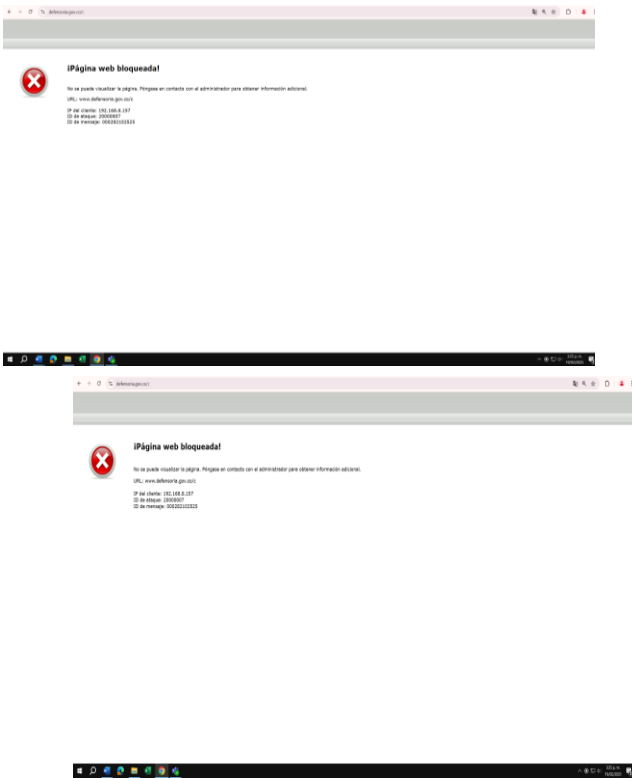 ¡Página web bloqueada!
No se puede visualizar la página. Póngase en contacto con el administrador para obtener información adicional.
URL: www.defensoria.gov.co/c
IP del cliente: 192.168.8.157
ID de ataque: 20000007
ID de mensaje: 000202102525
¡Página web bloqueada!
No se puede visualizar la página. Póngase en contacto con el administrador para obtener información adicional.
URL: www.defensoria.gov.co/c
IP del cliente: 192.168.8.157
ID de ataque: 20000007
ID de mensaje: 000202102525